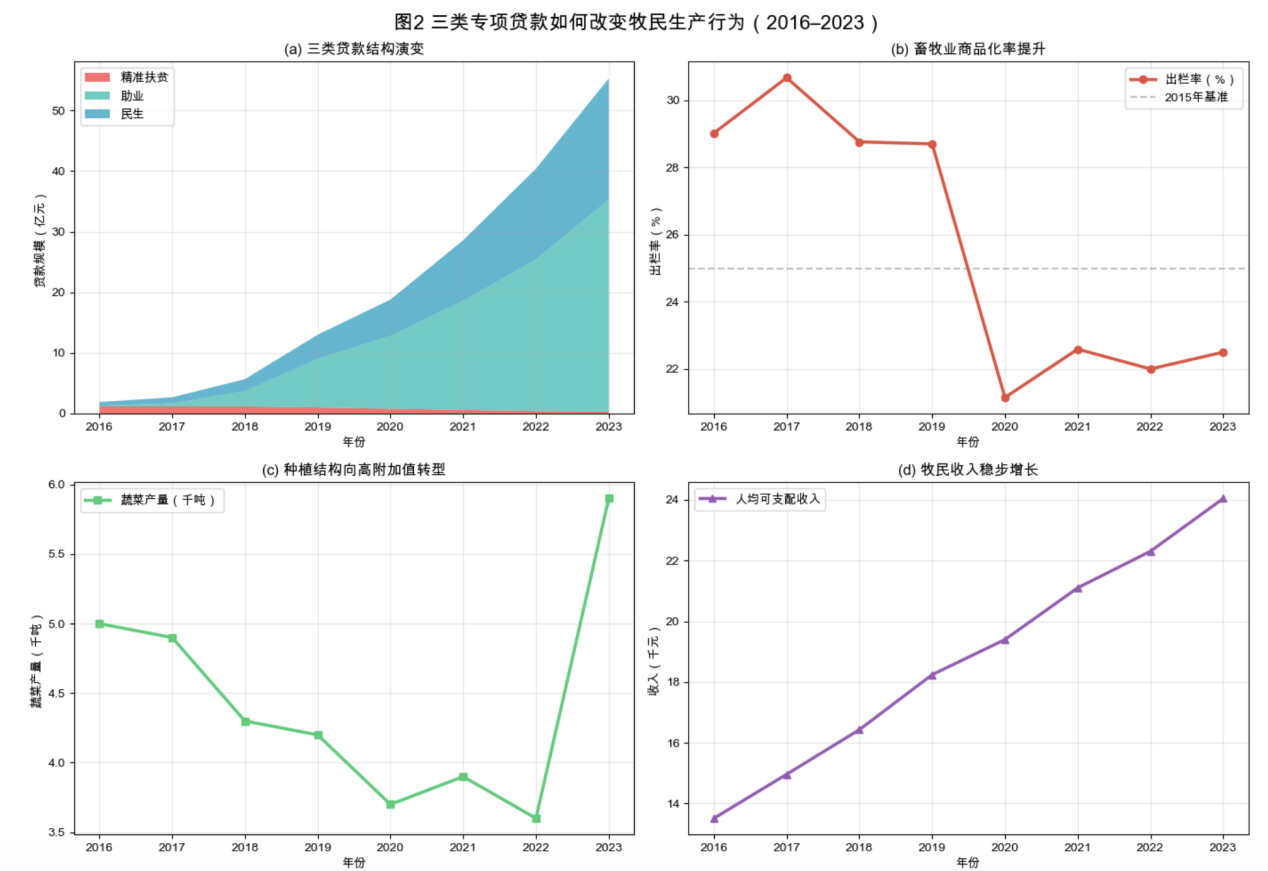 图2 三类专项贷款如何改变牧民生产行为（2016–2023）
(a) 三类贷款结构演变
精准扶贫
助业
民生
贷款规模（亿元）
50
40
30
20
10
0
2016 2017 2018 2019 2020 2021 2022 2023
年份
(b) 畜牧业商品化率提升
出栏率（%）
2015年基准
出栏率（%）
30
28
26
24
22
2016 2017 2018 2019 2020 2021 2022 2023
年份
(c) 种植结构向高附加值转型
蔬菜产量（千吨）
蔬菜产量（千吨）
6.0
5.5
5.0
4.5
4.0
3.5
2016 2017 2018 2019 2020 2021 2022 2023
年份
(d) 牧民收入稳步增长
人均可支配收入
收入（千元）
24
22
20
18
16
14
2016 2017 2018 2019 2020 2021 2022 2023
年份